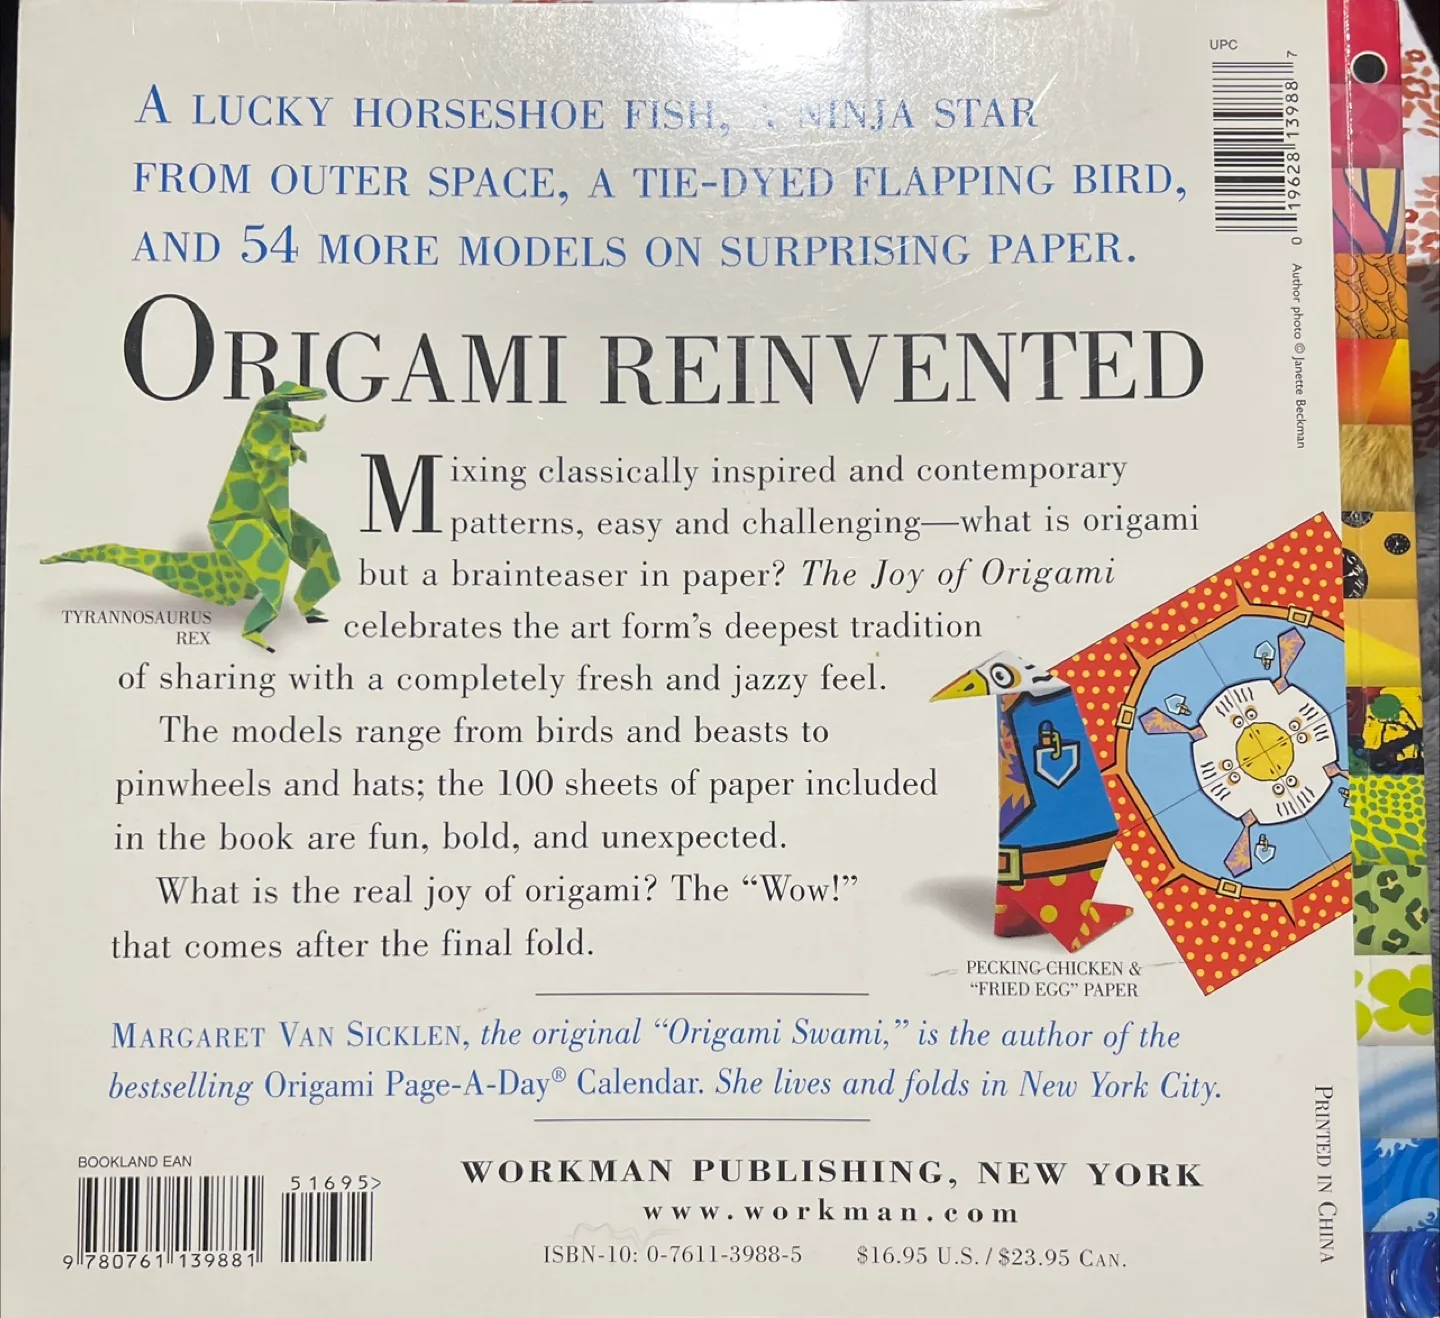 UPC
A LUCKY HORSESHOE FISH, A NINJA STAR
FROM OUTER SPACE, A TIE-DYED FLAPPING BIRD,
AND 54 MORE MODELS ON SURPRISING PAPER.
0 19628 13988 7
Author photo © Janette Beckman
ORIGAMI REINVENTED
Mixing classically inspired and contemporary
patterns, easy and challenging—what is origami
but a brainteaser in paper? The Joy of Origami
celebrates the art form's deepest tradition
of sharing with a completely fresh and jazzy feel.
TYRANNOSAURUS
REX
The models range from birds and beasts to
pinwheels and hats; the 100 sheets of paper included
in the book are fun, bold, and unexpected.
What is the real joy of origami? The “Wow!”
that comes after the final fold.
PECKING CHICKEN &
“FRIED EGG” PAPER
MARGARET VAN SICKLEN, the original “Origami Swami,” is the author of the
bestselling Origami Page-A-Day® Calendar. She lives and folds in New York City.
BOOKLAND EAN
51695>
9 780761 139881
WORKMAN PUBLISHING, NEW YORK
www.workman.com
ISBN-10: 0-7611-3988-5 $16.95 U.S. / $23.95 CAN.
PRINTED IN CHINA